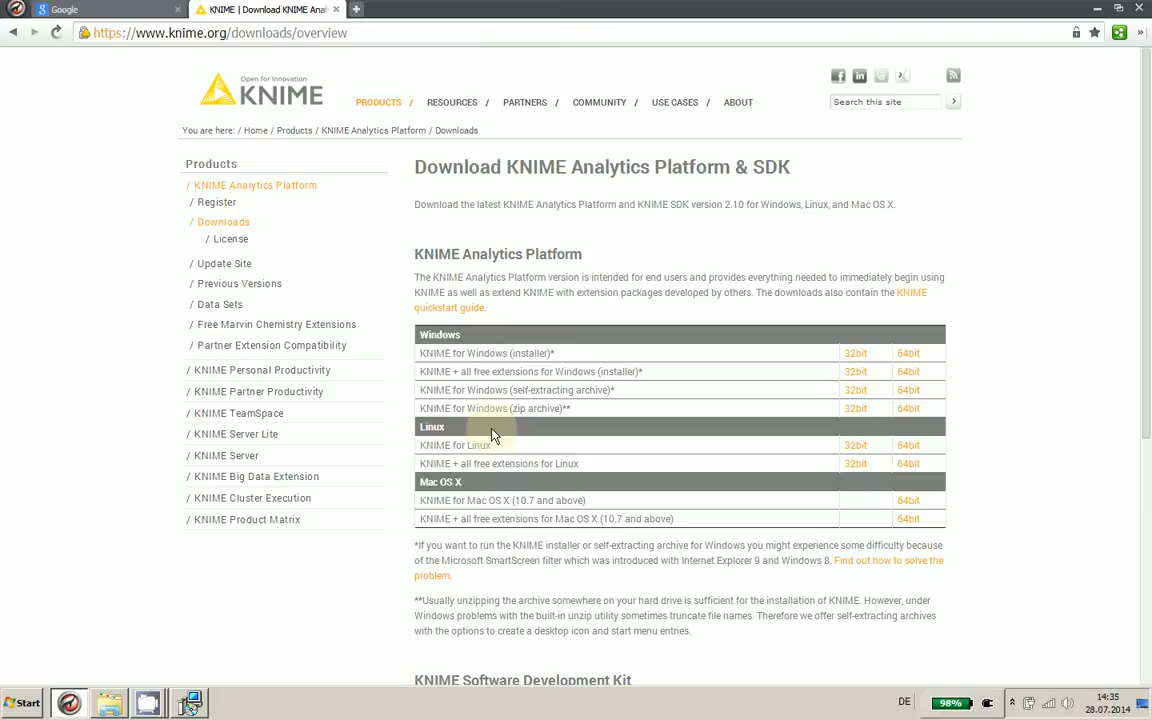 Google
KNIME | Download KNIME Anal
https://www.knime.org/downloads/overview
Open for Innovation
KNIME
PRODUCTS / RESOURCES / PARTNERS / COMMUNITY / USE CASES / ABOUT
Search this site
You are here: / Home / Products / KNIME Analytics Platform / Downloads
Products
/ KNIME Analytics Platform
/ Register
/ Downloads
/ License
/ Update Site
/ Previous Versions
/ Data Sets
/ Free Marvin Chemistry Extensions
/ Partner Extension Compatibility
/ KNIME Personal Productivity
/ KNIME Partner Productivity
/ KNIME TeamSpace
/ KNIME Server Lite
/ KNIME Server
/ KNIME Big Data Extension
/ KNIME Cluster Execution
/ KNIME Product Matrix
Download KNIME Analytics Platform & SDK
Download the latest KNIME Analytics Platform and KNIME SDK version 2.10 for Windows, Linux, and Mac OS X.
KNIME Analytics Platform
The KNIME Analytics Platform version is intended for end users and provides everything needed to immediately begin using
KNIME as well as extend KNIME with extension packages developed by others. The downloads also contain the KNIME
quickstart guide.
Windows
KNIME for Windows (installer)* 32bit 64bit
KNIME + all free extensions for Windows (installer)* 32bit 64bit
KNIME for Windows (self-extracting archive)* 32bit 64bit
KNIME for Windows (zip archive)** 32bit 64bit
Linux
KNIME for Linux 32bit 64bit
KNIME + all free extensions for Linux 32bit 64bit
Mac OS X
KNIME for Mac OS X (10.7 and above) 64bit
KNIME + all free extensions for Mac OS X (10.7 and above) 64bit
*If you want to run the KNIME installer or self-extracting archive for Windows you might experience some difficulty because
of the Microsoft SmartScreen filter which was introduced with Internet Explorer 9 and Windows 8. Find out how to solve the
problem.
**Usually unzipping the archive somewhere on your hard drive is sufficient for the installation of KNIME. However, under
Windows problems with the built-in unzip utility sometimes truncate file names. Therefore we offer self-extracting archives
with the options to create a desktop icon and start menu entries.
KNIME Software Development Kit
Start
DE
98%
14:35
28.07.2014